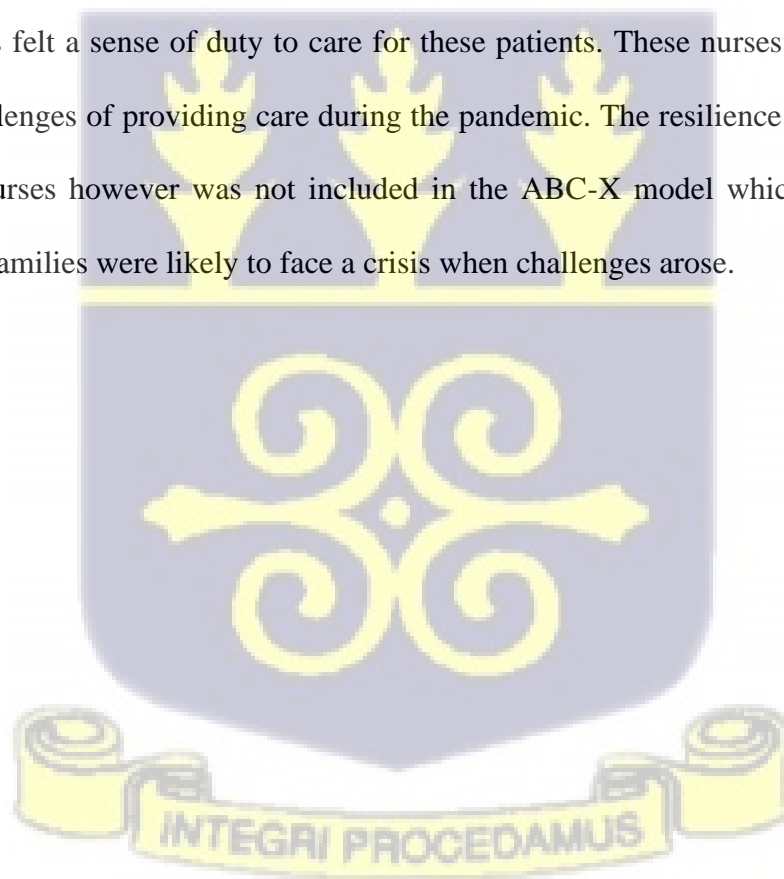 felt a sense of duty to care for these patients. These nurses
lenges of providing care during the pandemic. The resilience
urses however was not included in the ABC-X model whic
amilies were likely to face a crisis when challenges arose.
INTEGRI PROCEDAMUS